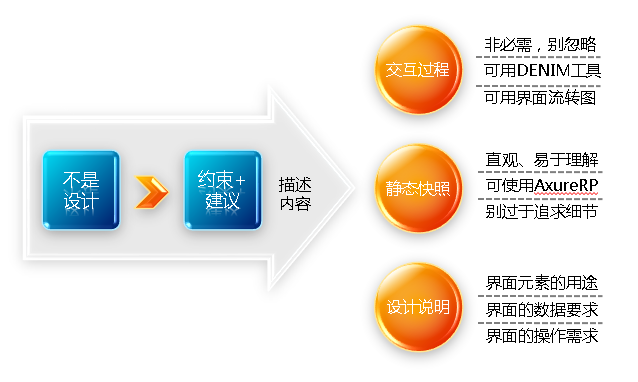 不是
设计
约束+
建议
描述
内容
交互过程
非必需，别忽略
可用DENIM工具
可用界面流转图
静态快照
直观、易于理解
可使用AxureRP
别过于追求细节
设计说明
界面元素的用途
界面的数据要求
界面的操作需求